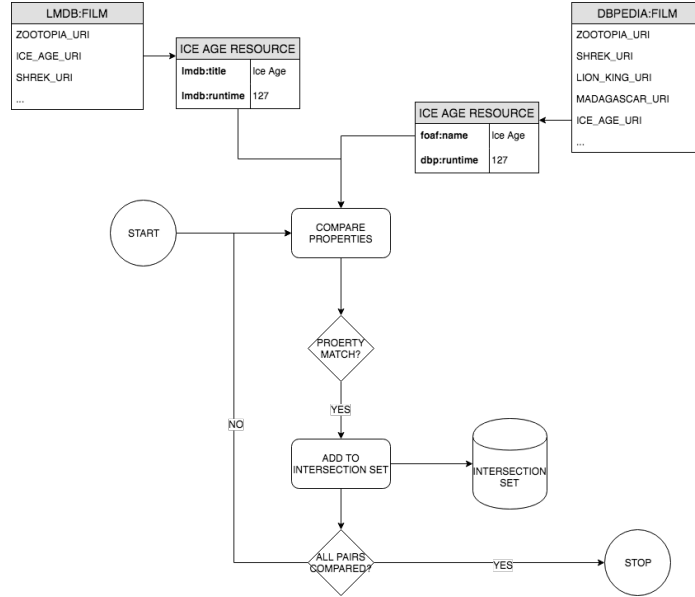 LMDB:FILM
ZOOTOPIA_URI
ICE_AGE_URI
SHREK_URI
...
ICE AGE RESOURCE
lmdb:title Ice Age
lmdb:runtime 127
DBPEDIA:FILM
ZOOTOPIA_URI
SHREK_URI
LION_KING_URI
MADAGASCAR_URI
ICE_AGE_URI
...
ICE AGE RESOURCE
foaf:name Ice Age
dbp:runtime 127
START
COMPARE
PROPERTIES
PROERTY
MATCH?
YES
NO
ADD TO
INTERSECTION SET
INTERSECTION
SET
ALL PAIRS
COMPARED?
YES
STOP